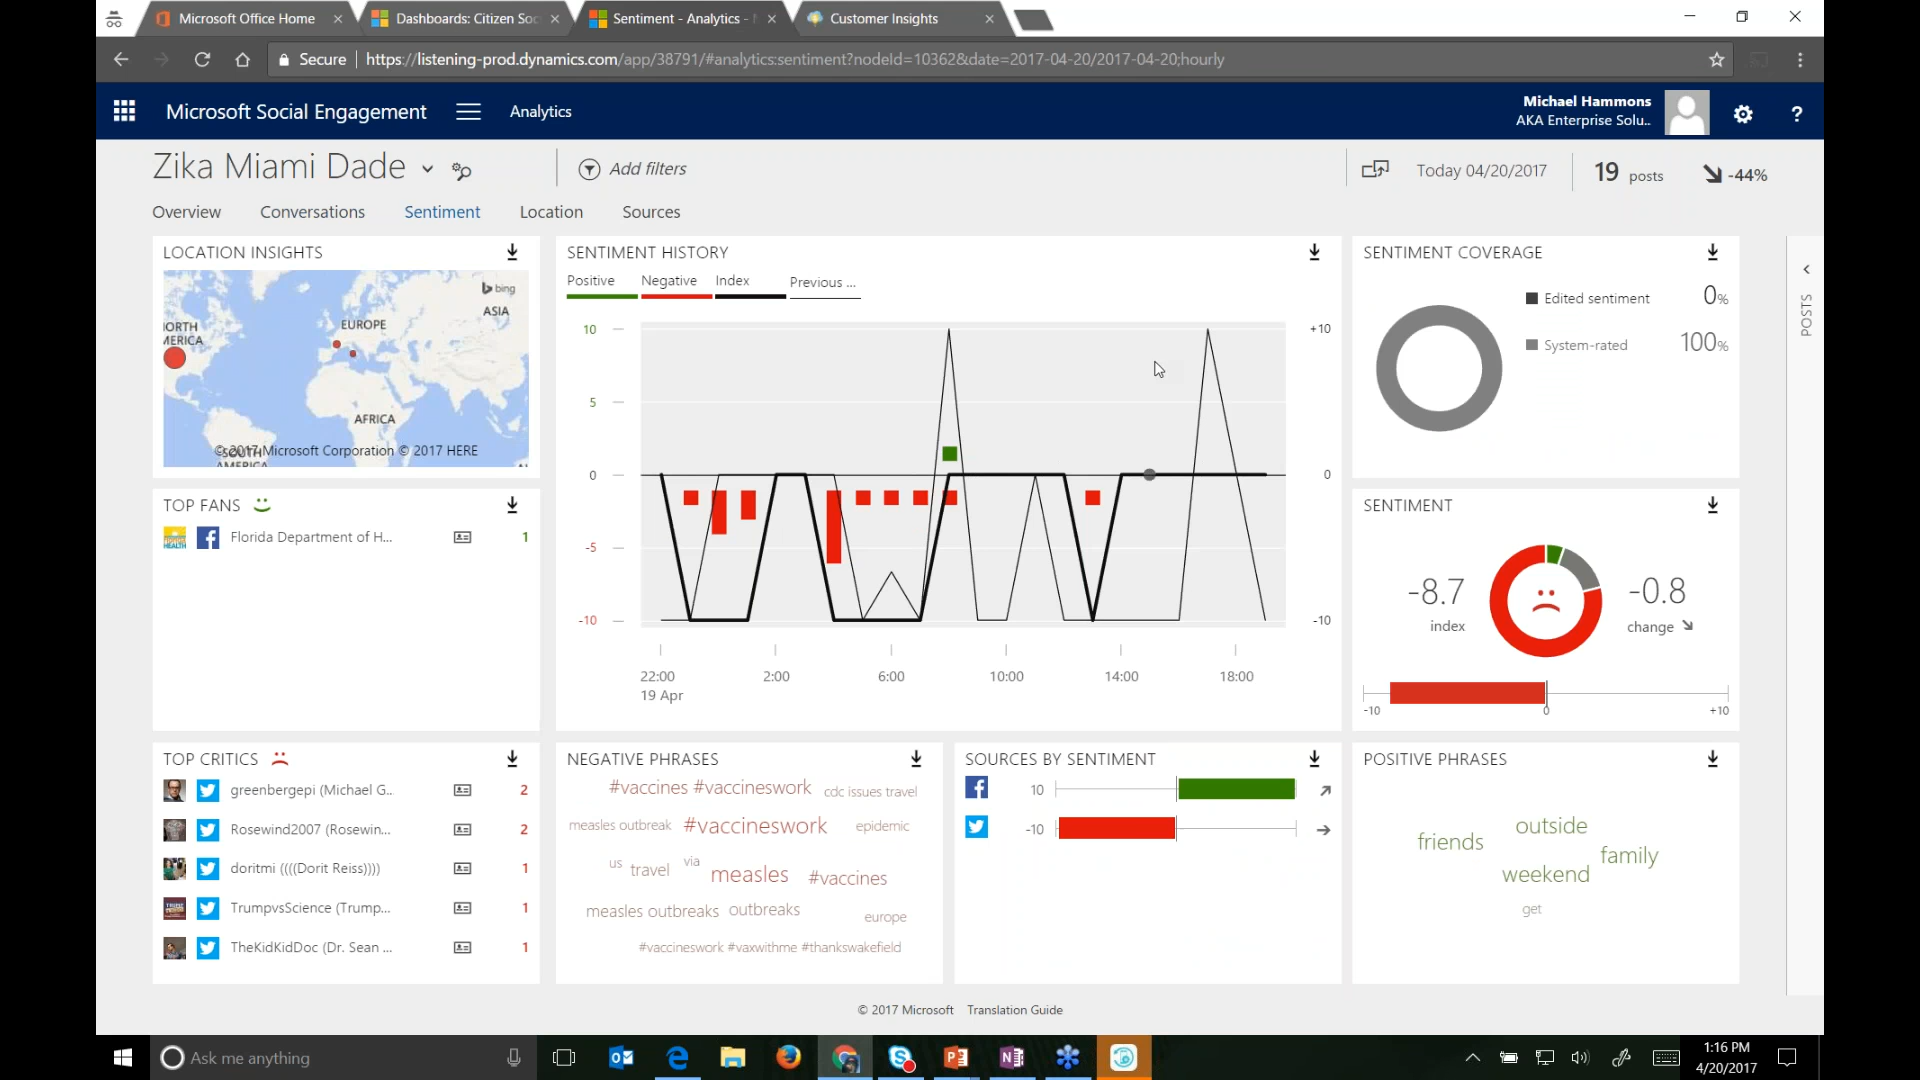 Microsoft Office Home
Dashboards: Citizen Soc
Sentiment - Analytics -
Customer Insights
Secure https://listening-prod.dynamics.com/app/38791/#analytics:sentiment?nodeId=10362&date=2017-04-20/2017-04-20;hourly
Microsoft Social Engagement
Analytics
Michael Hammons
AKA Enterprise Solu..
?
Zika Miami Dade
Add filters
Today 04/20/2017
19 posts
-44%
Overview
Conversations
Sentiment
Location
Sources
LOCATION INSIGHTS
bing
ASIA
EUROPE
ORTH
MERICA
AFRICA
SOUTH
AMERICA
© 2017 Microsoft Corporation © 2017 HERE
SENTIMENT HISTORY
Positive
Negative
Index
Previous ...
10
5
0
-5
-10
+10
0
-10
22:00
19 Apr
2:00
6:00
10:00
14:00
18:00
SENTIMENT COVERAGE
Edited sentiment 0%
System-rated 100%
POSTS
TOP FANS
Florida Department of H... 1
SENTIMENT
-8.7
index
-0.8
change
-10
0
+10
TOP CRITICS
greenbergepi (Michael G... 2
Rosewind2007 (Rosewin... 2
doritmi ((((Dorit Reiss)))) 1
TrumpvsScience (Trump... 1
TheKidKidDoc (Dr. Sean ... 1
NEGATIVE PHRASES
#vaccines #vaccineswork cdc issues travel
measles outbreak #vaccineswork epidemic
us travel via measles #vaccines
measles outbreaks outbreaks europe
#vaccineswork #vaxwithme #thankswakefield
SOURCES BY SENTIMENT
10
-10
POSITIVE PHRASES
outside
friends
family
weekend
get
© 2017 Microsoft Translation Guide
Ask me anything
1:16 PM
4/20/2017